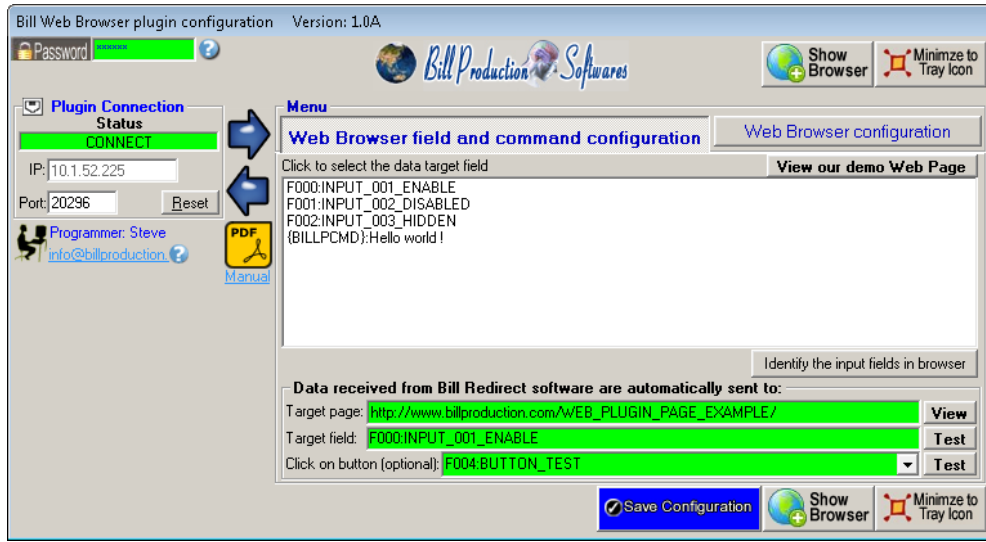 Bill Web Browser plugin configuration Version: 1.0A
Password ******
Bill Production Softwares
Show Browser
Minimze to Tray Icon
Plugin Connection
Status
CONNECT
IP: 10.1.52.225
Port: 20296 Reset
Programmer: Steve
info@billproduction.
PDF
Manual
Menu
Web Browser field and command configuration
Web Browser configuration
Click to select the data target field
View our demo Web Page
F000:INPUT_001_ENABLE
F001:INPUT_002_DISABLED
F002:INPUT_003_HIDDEN
{BILLPCMD}:Hello world !
Identify the input fields in browser
Data received from Bill Redirect software are automatically sent to:
Target page: http://www.billproduction.com/WEB_PLUGIN_PAGE_EXAMPLE/ View
Target field: F000:INPUT_001_ENABLE Test
Click on button (optional): F004:BUTTON_TEST Test
Save Configuration
Show Browser
Minimze to Tray Icon